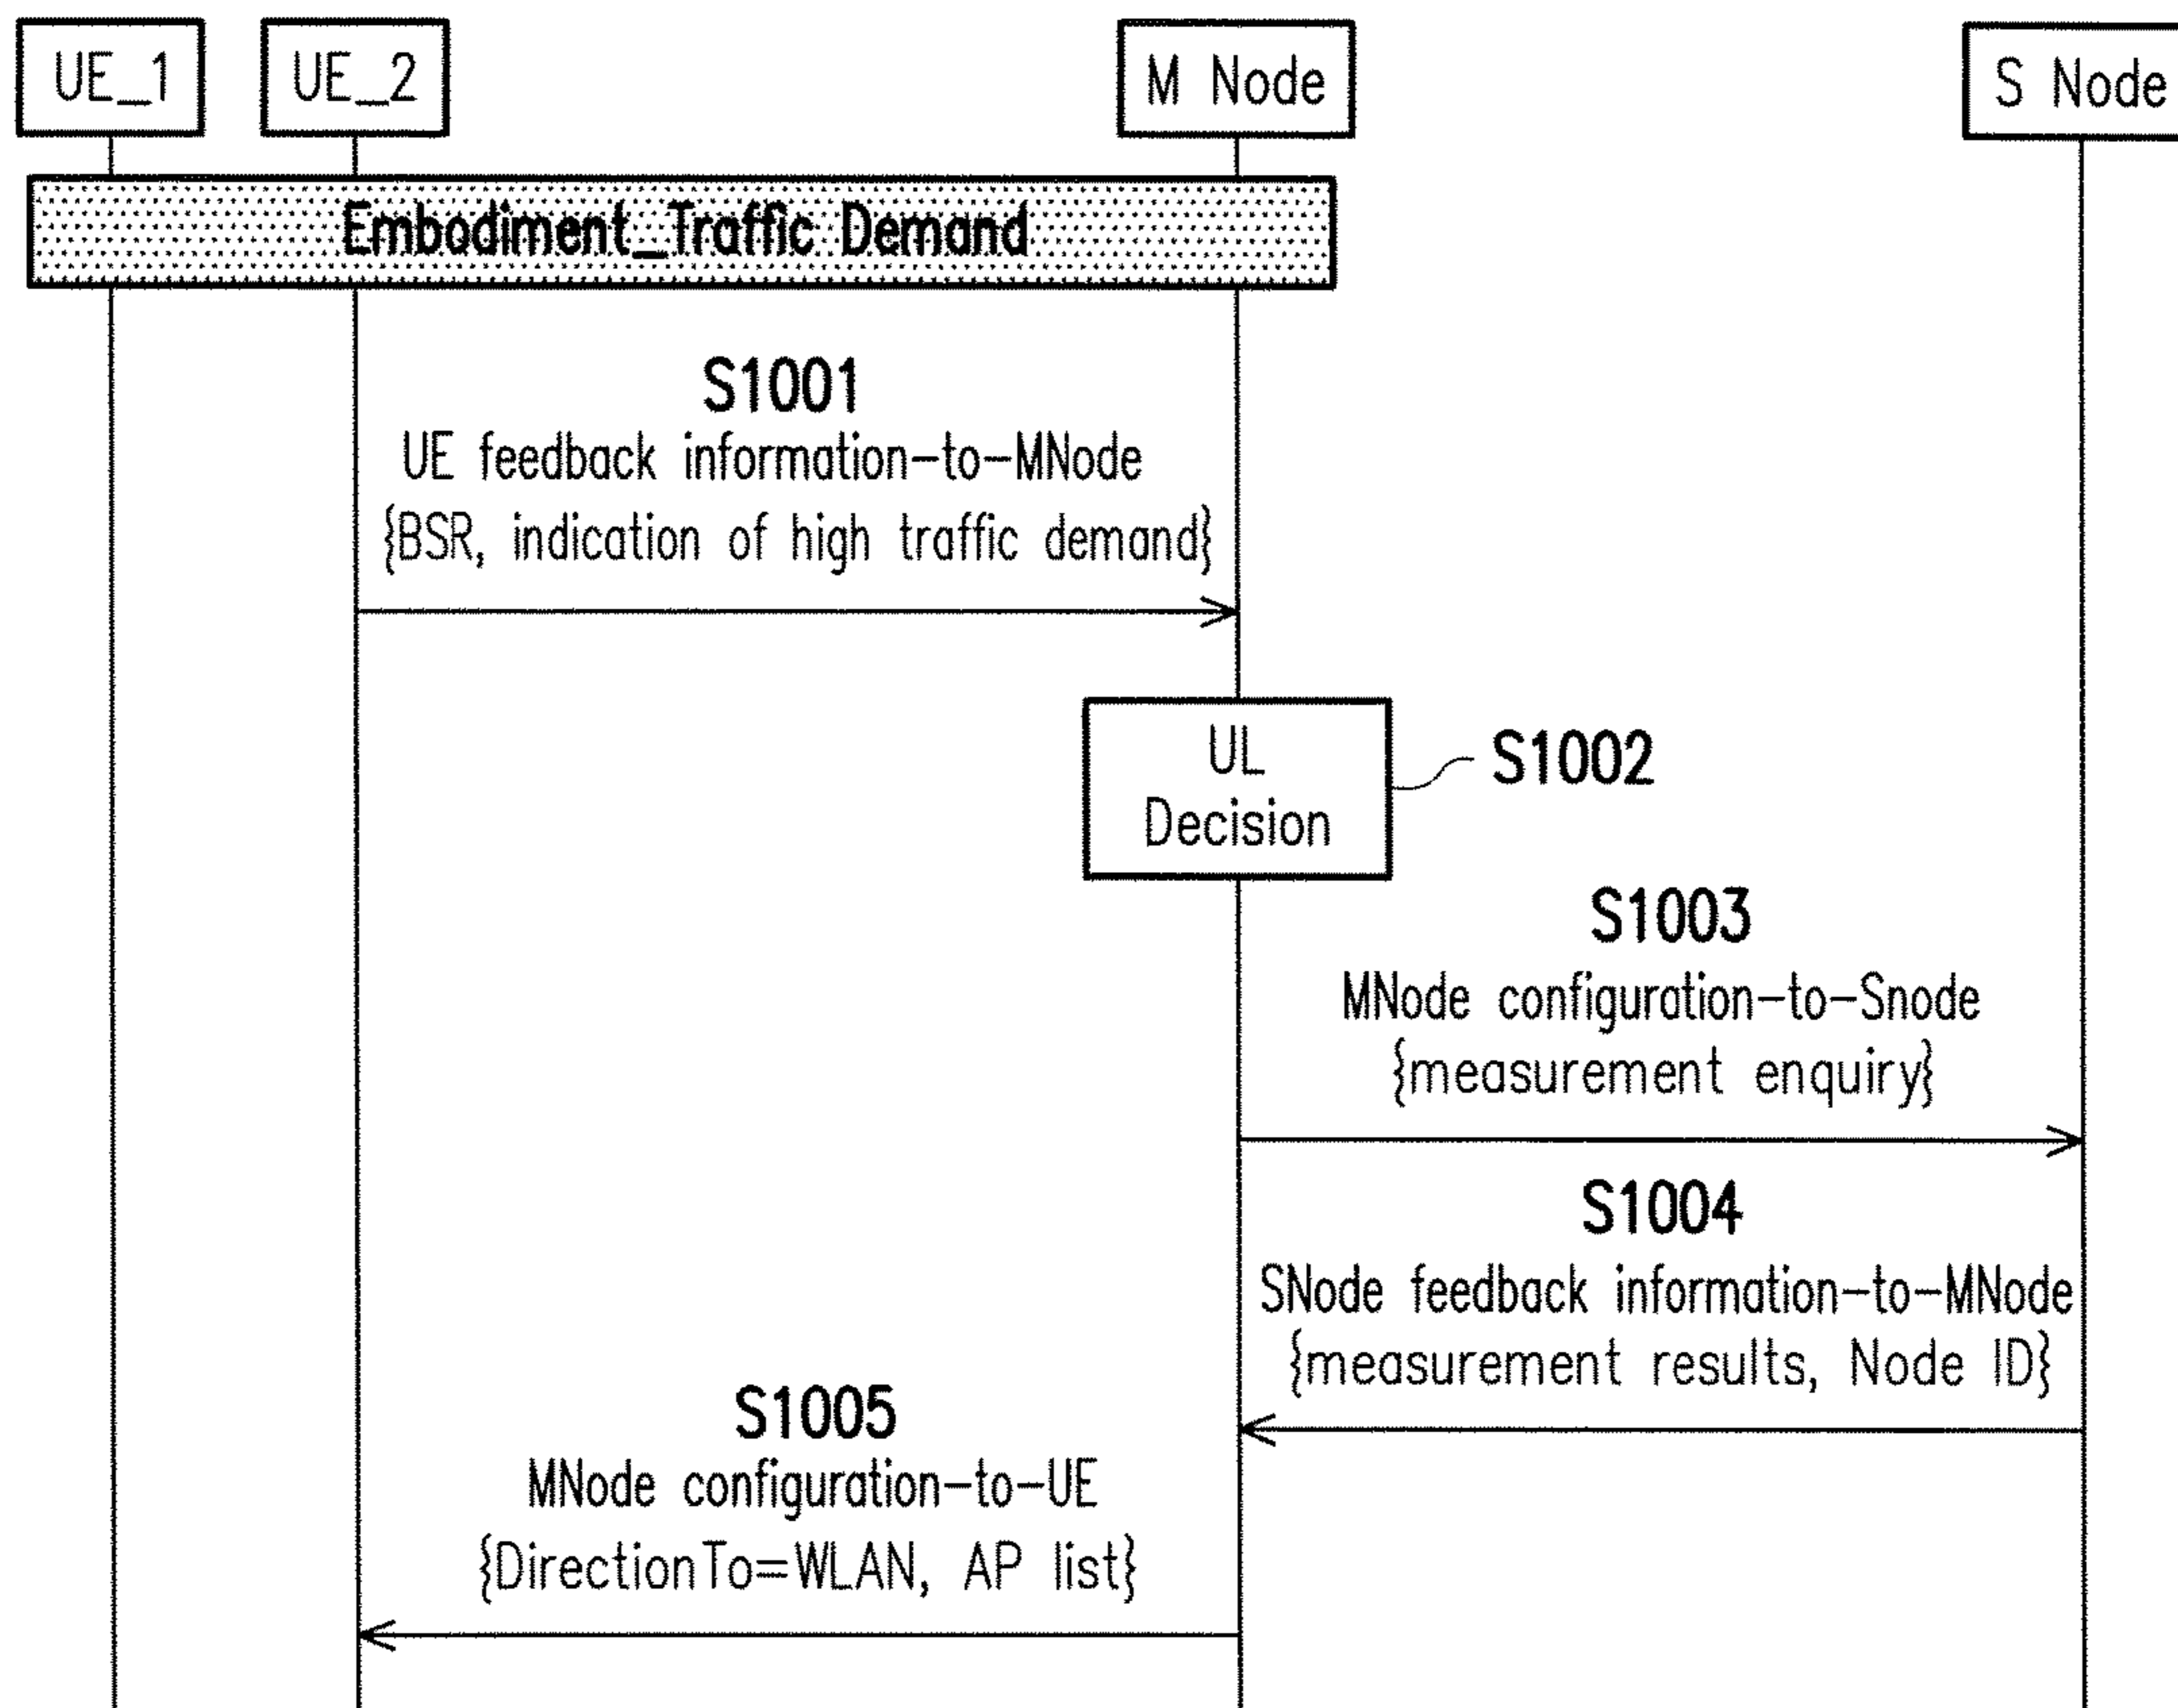 UE_1
UE_2
M Node
S Node
Embodiment_Traffic Demand
S1001
UE feedback information-to-MNode
{BSR, indication of high traffic demand}
UL
Decision
S1002
S1003
MNode configuration-to-Snode
{measurement enquiry}
S1004
SNode feedback information-to-MNode
{measurement results, Node ID}
S1005
MNode configuration-to-UE
{DirectionTo=WLAN, AP list}